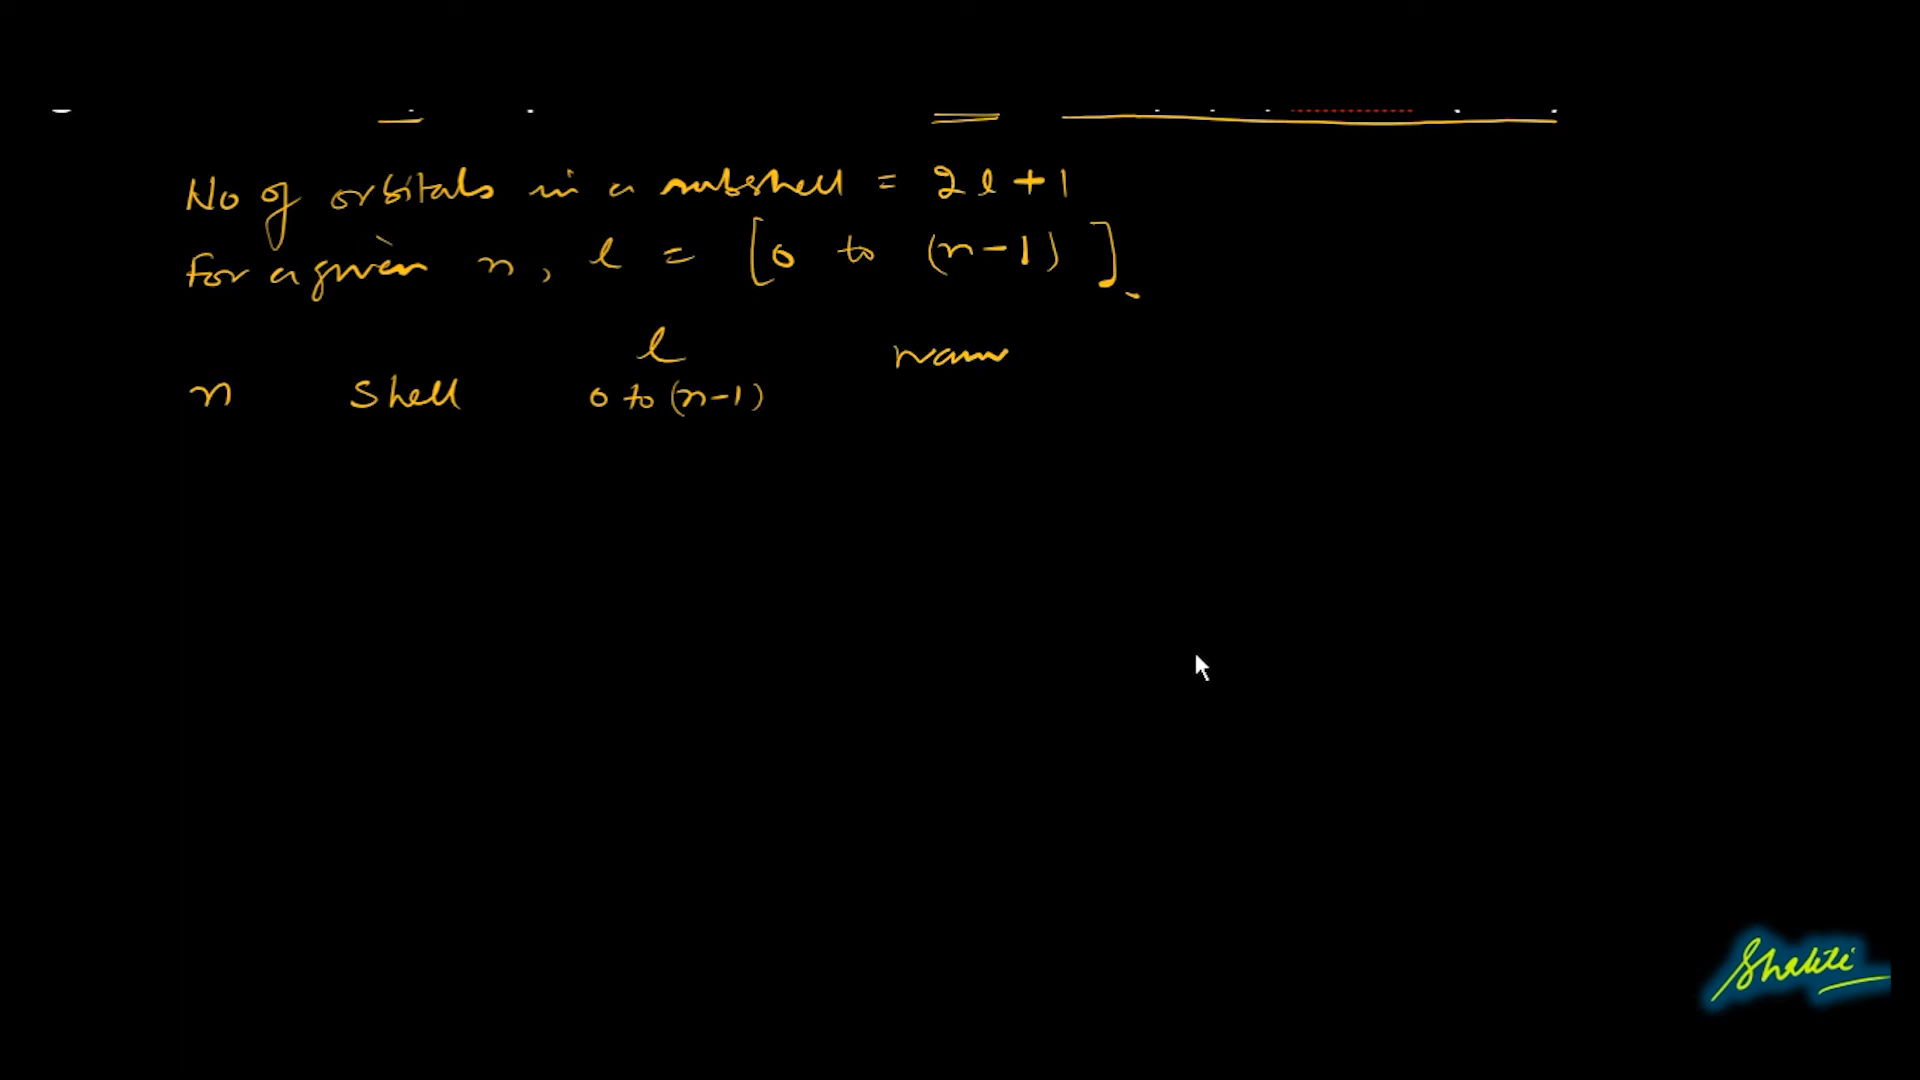 No of orbitals in a subshell = 2l+1
For a given n, l = [0 to (n-1)].
l name
n Shell 0 to (n-1)
Shakti